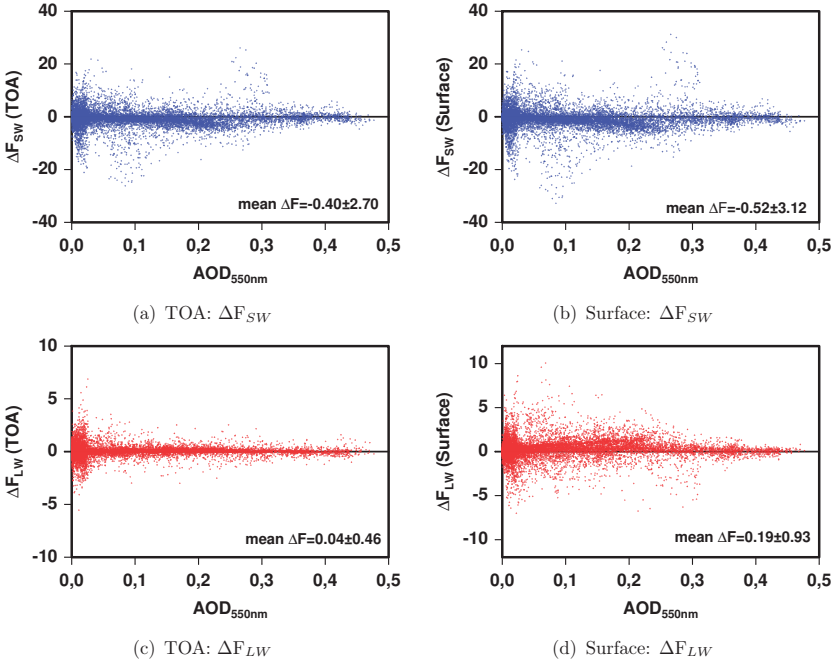 40
20
0
-20
-40
ΔF_SW (TOA)
mean ΔF=-0.40±2.70
0,0 0,1 0,2 0,3 0,4 0,5
AOD_550nm
(a) TOA: ΔF_SW
40
20
0
-20
-40
ΔF_SW (Surface)
mean ΔF=-0.52±3.12
0,0 0,1 0,2 0,3 0,4 0,5
AOD_550nm
(b) Surface: ΔF_SW
10
5
0
-5
-10
ΔF_LW (TOA)
mean ΔF=0.04±0.46
0,0 0,1 0,2 0,3 0,4 0,5
AOD_550nm
(c) TOA: ΔF_LW
10
5
0
-5
-10
ΔF_LW (Surface)
mean ΔF=0.19±0.93
0,0 0,1 0,2 0,3 0,4 0,5
AOD_550nm
(d) Surface: ΔF_LW